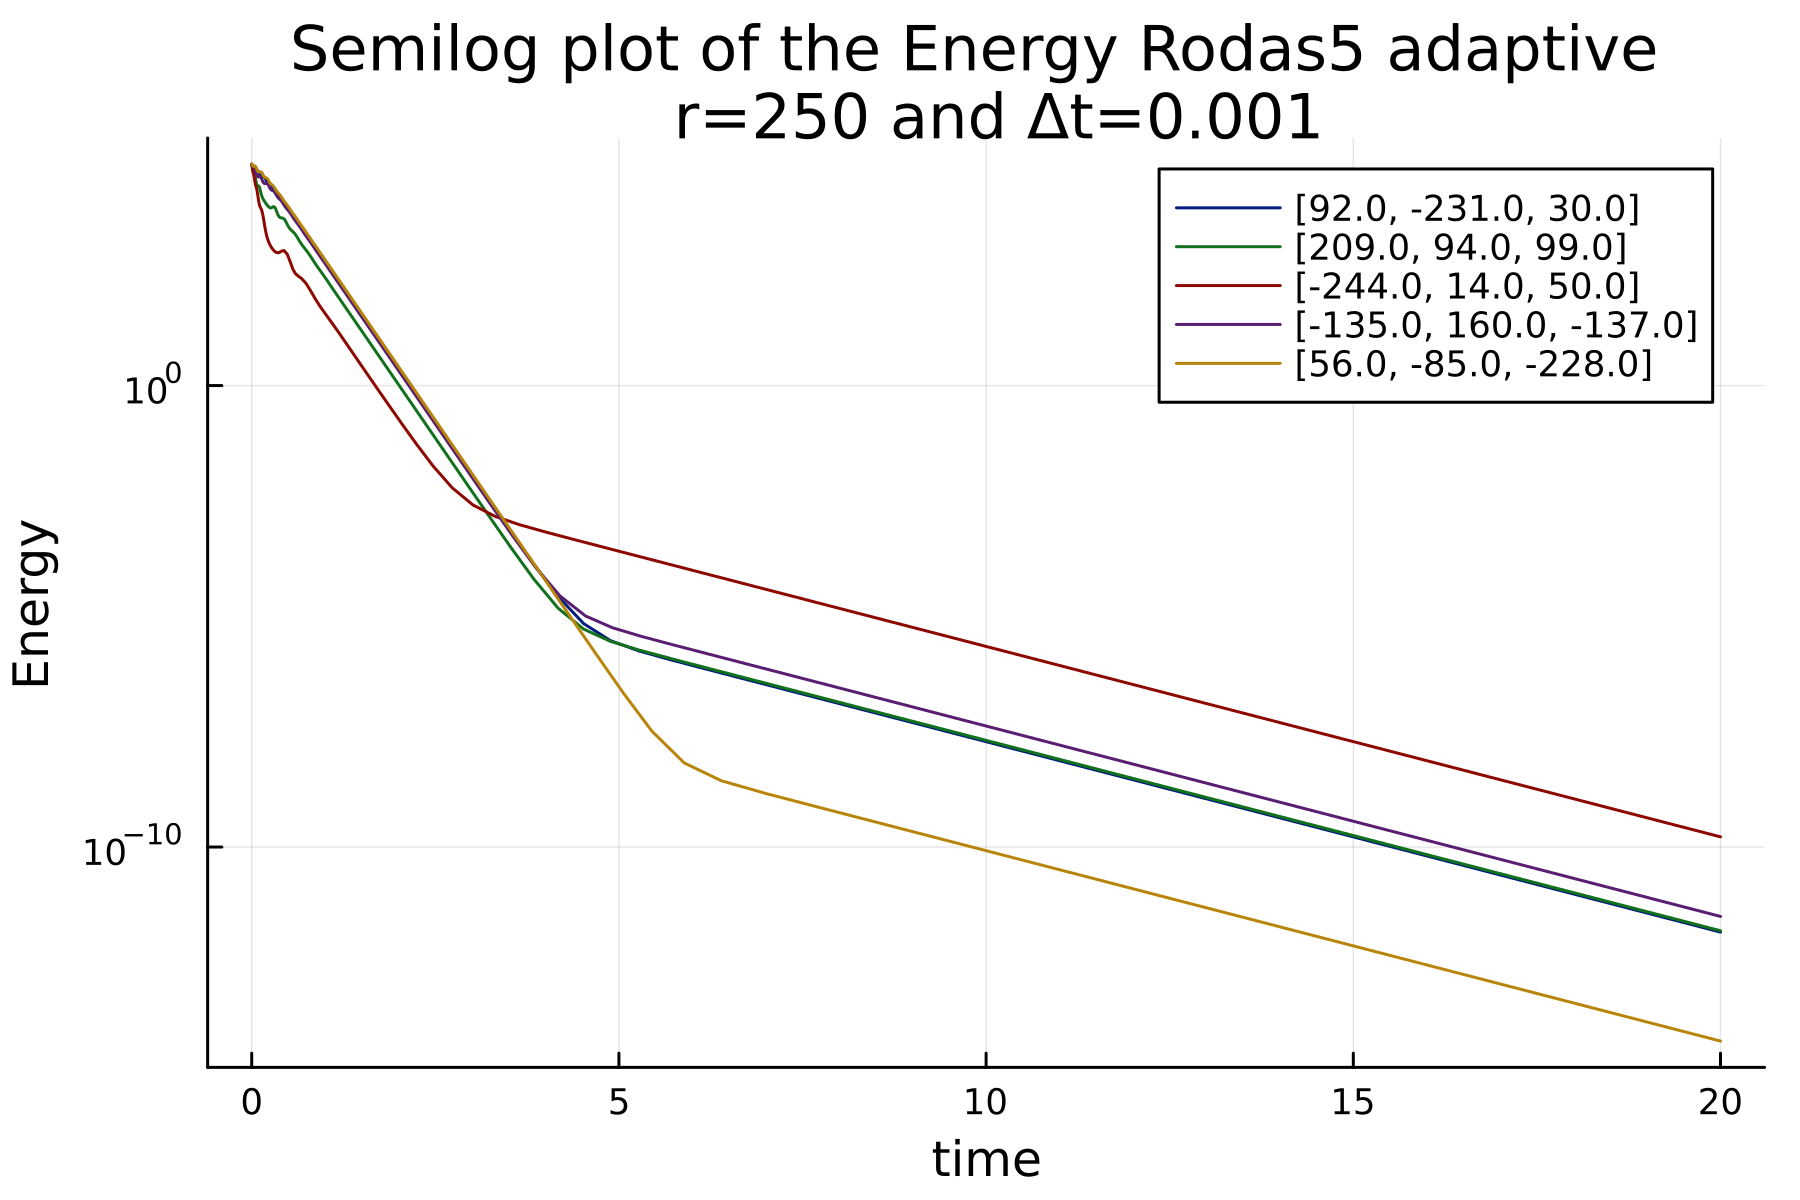 Semilog plot of the Energy Rodas5 adaptive
r=250 and Δt=0.001
[92.0, -231.0, 30.0]
[209.0, 94.0, 99.0]
[-244.0, 14.0, 50.0]
[-135.0, 160.0, -137.0]
[56.0, -85.0, -228.0]
10⁰
10⁻¹⁰
Energy
0 5 10 15 20
time